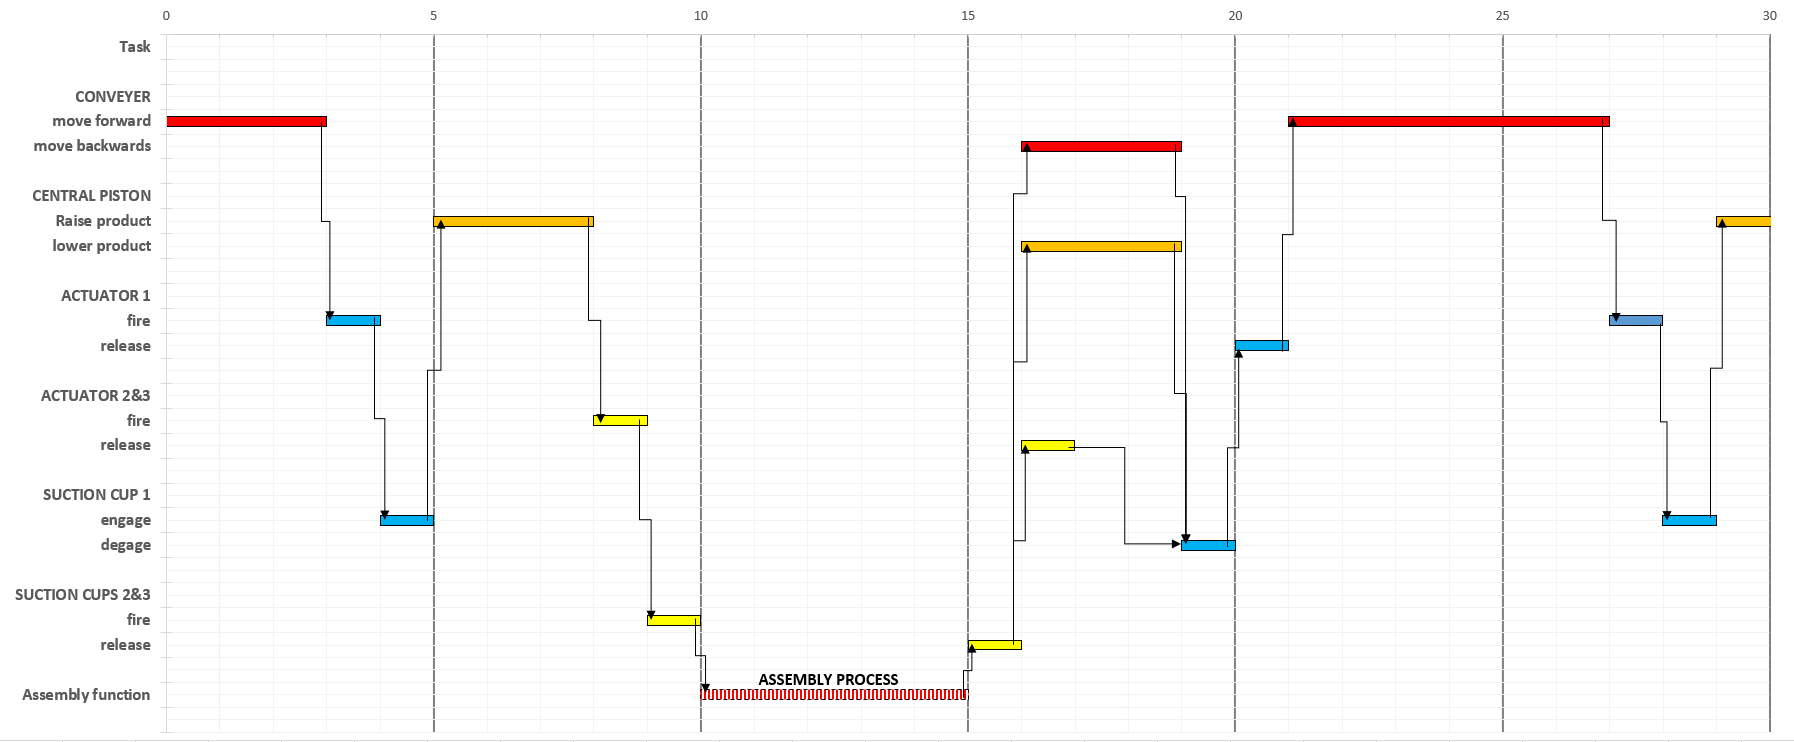 0 5 10 15 20 25 30
Task
CONVEYER
move forward
move backwards
CENTRAL PISTON
Raise product
lower product
ACTUATOR 1
fire
release
ACTUATOR 2&3
fire
release
SUCTION CUP 1
engage
degage
SUCTION CUPS 2&3
fire
release
ASSEMBLY PROCESS
Assembly function